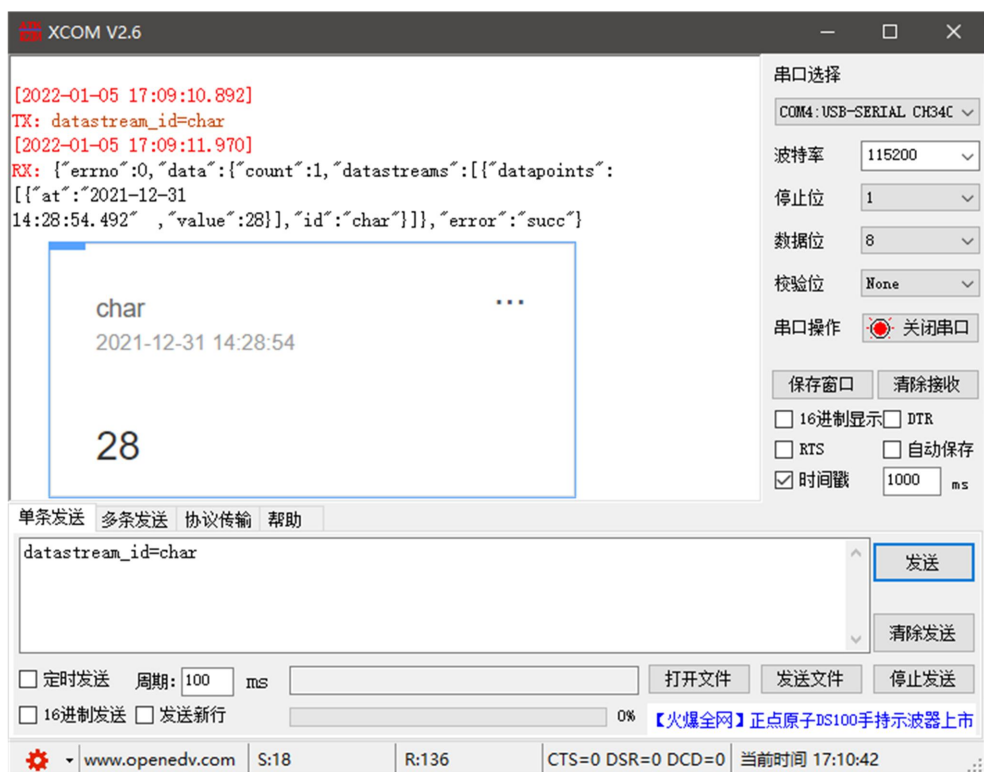 XCOM V2.6
[2022-01-05 17:09:10.892]
TX: datastream_id=char
[2022-01-05 17:09:11.970]
RX: {"errno":0,"data":{"count":1,"datastreams":[{"datapoints":
[{"at":"2021-12-31
14:28:54.492" ,"value":28}],"id":"char"}]},"error":"succ"}
char
...
2021-12-31 14:28:54
28
串口选择
COM4:USB-SERIAL CH340
波特率 115200
停止位 1
数据位 8
校验位 None
串口操作 关闭串口
保存窗口 清除接收
16进制显示 DTR
RTS 自动保存
时间戳 1000 ms
单条发送 多条发送 协议传输 帮助
datastream_id=char
发送
清除发送
定时发送 周期: 100 ms 打开文件 发送文件 停止发送
16进制发送 发送新行 0% 【火爆全网】正点原子DS100手持示波器上市
www.openedv.com S:18 R:136 CTS=0 DSR=0 DCD=0 当前时间 17:10:42